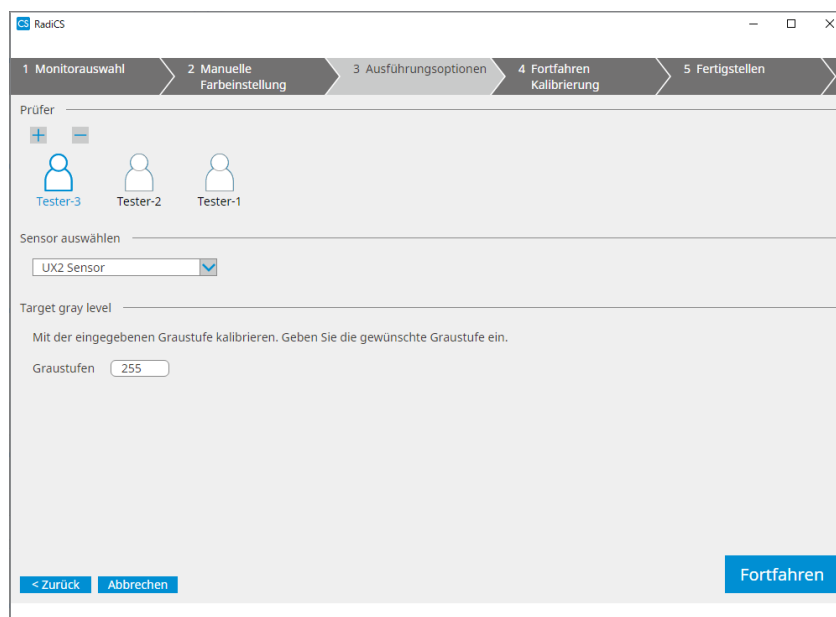 CS RadiCS
1 Monitorauswahl
2 Manuelle
Farbeinstellung
3 Ausführungsoptionen
4 Fortfahren
Kalibrierung
5 Fertigstellen
Prüfer
Tester-3 Tester-2 Tester-1
Sensor auswählen
UX2 Sensor
Target gray level
Mit der eingegebenen Graustufe kalibrieren. Geben Sie die gewünschte Graustufe ein.
Graustufen 255
< Zurück Abbrechen Fortfahren